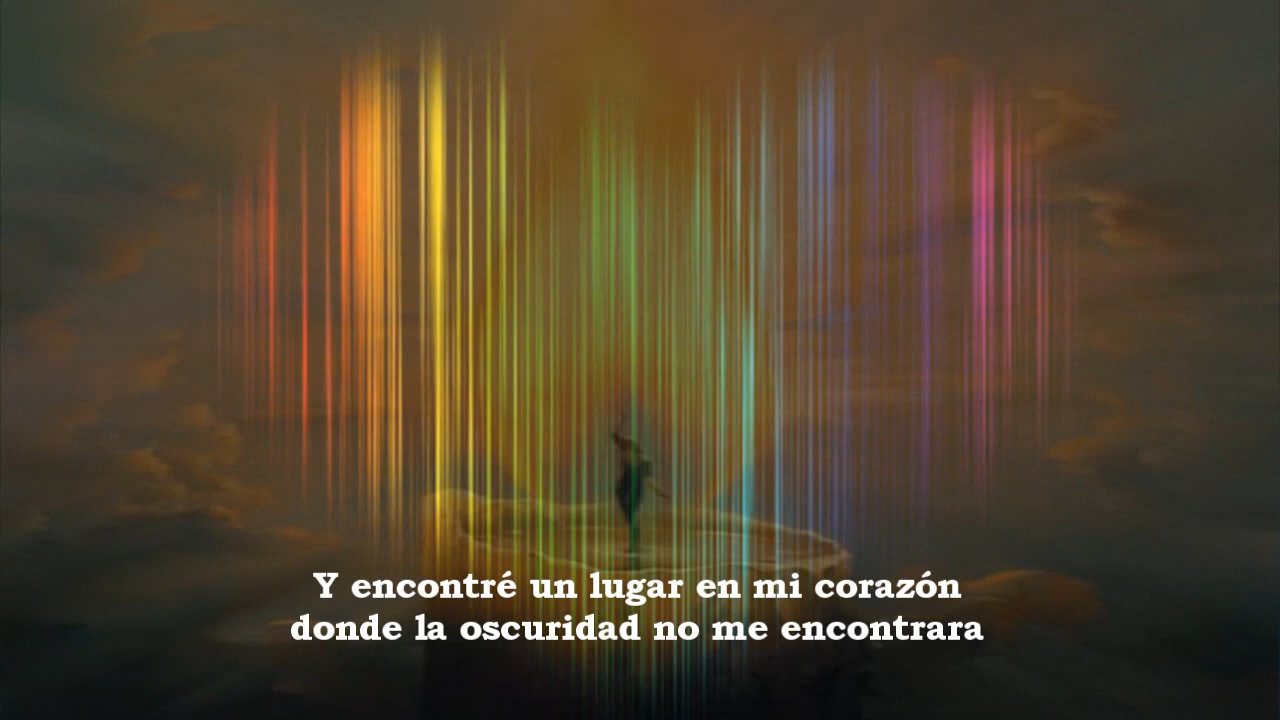 Y encontré un lugar en mi corazón
donde la oscuridad no me encontrara